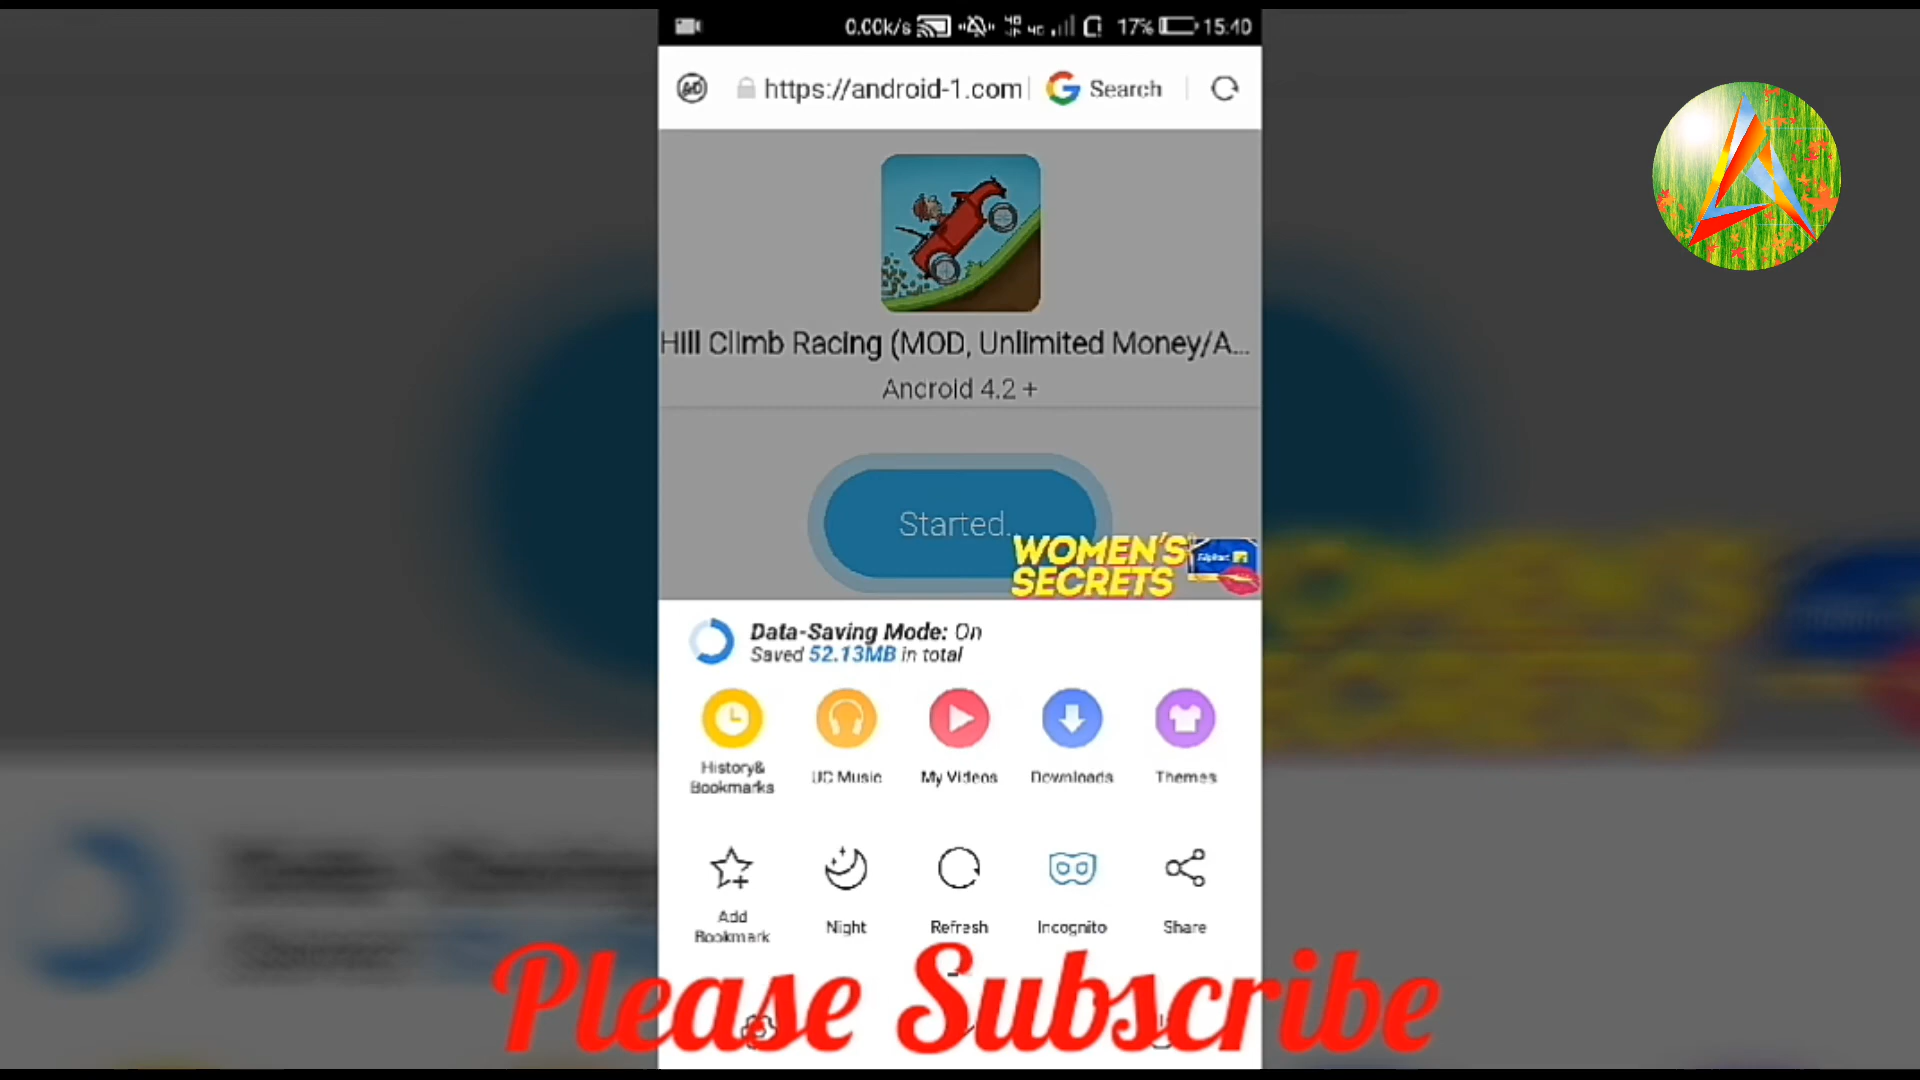 0.00k/s 17% 15:40
https://android-1.com Search
Hill Climb Racing (MOD, Unlimited Money/A...
Android 4.2 +
Started.
WOMEN'S
SECRETS
Data-Saving Mode: On
Saved 52.13MB in total
History&
Bookmarks
UC Music
My Videos
Downloads
Themes
Add
Bookmark
Night
Refresh
Incognito
Share
Please Subscribe